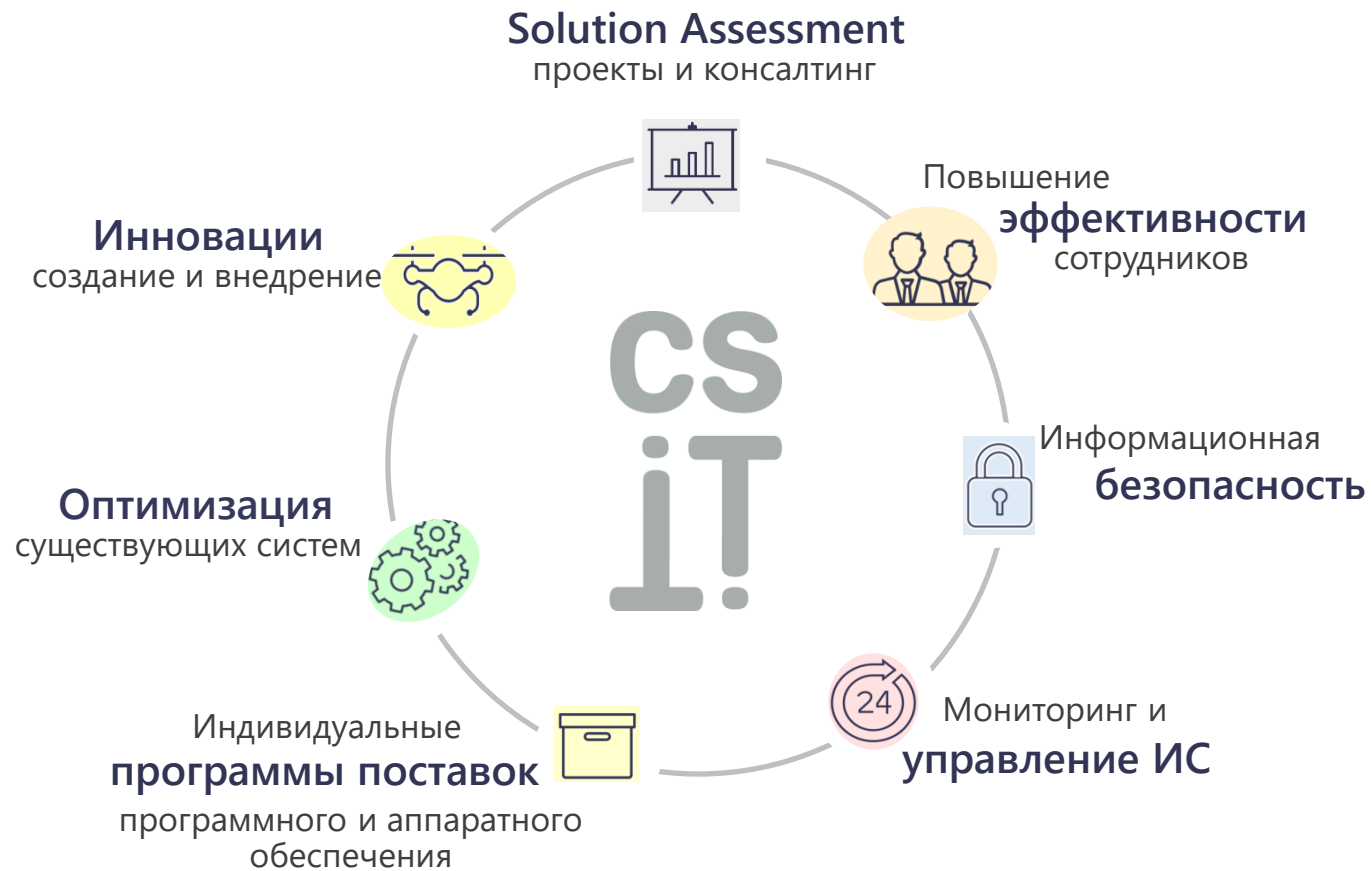 Solution Assessment
проекты и консалтинг
Повышение
эффективности
сотрудников
Информационная
безопасность
24
Мониторинг и
управление ИС
Индивидуальные
программы поставок
программного и аппаратного
обеспечения
Оптимизация
существующих систем
Инновации
создание и внедрение
cs
iT